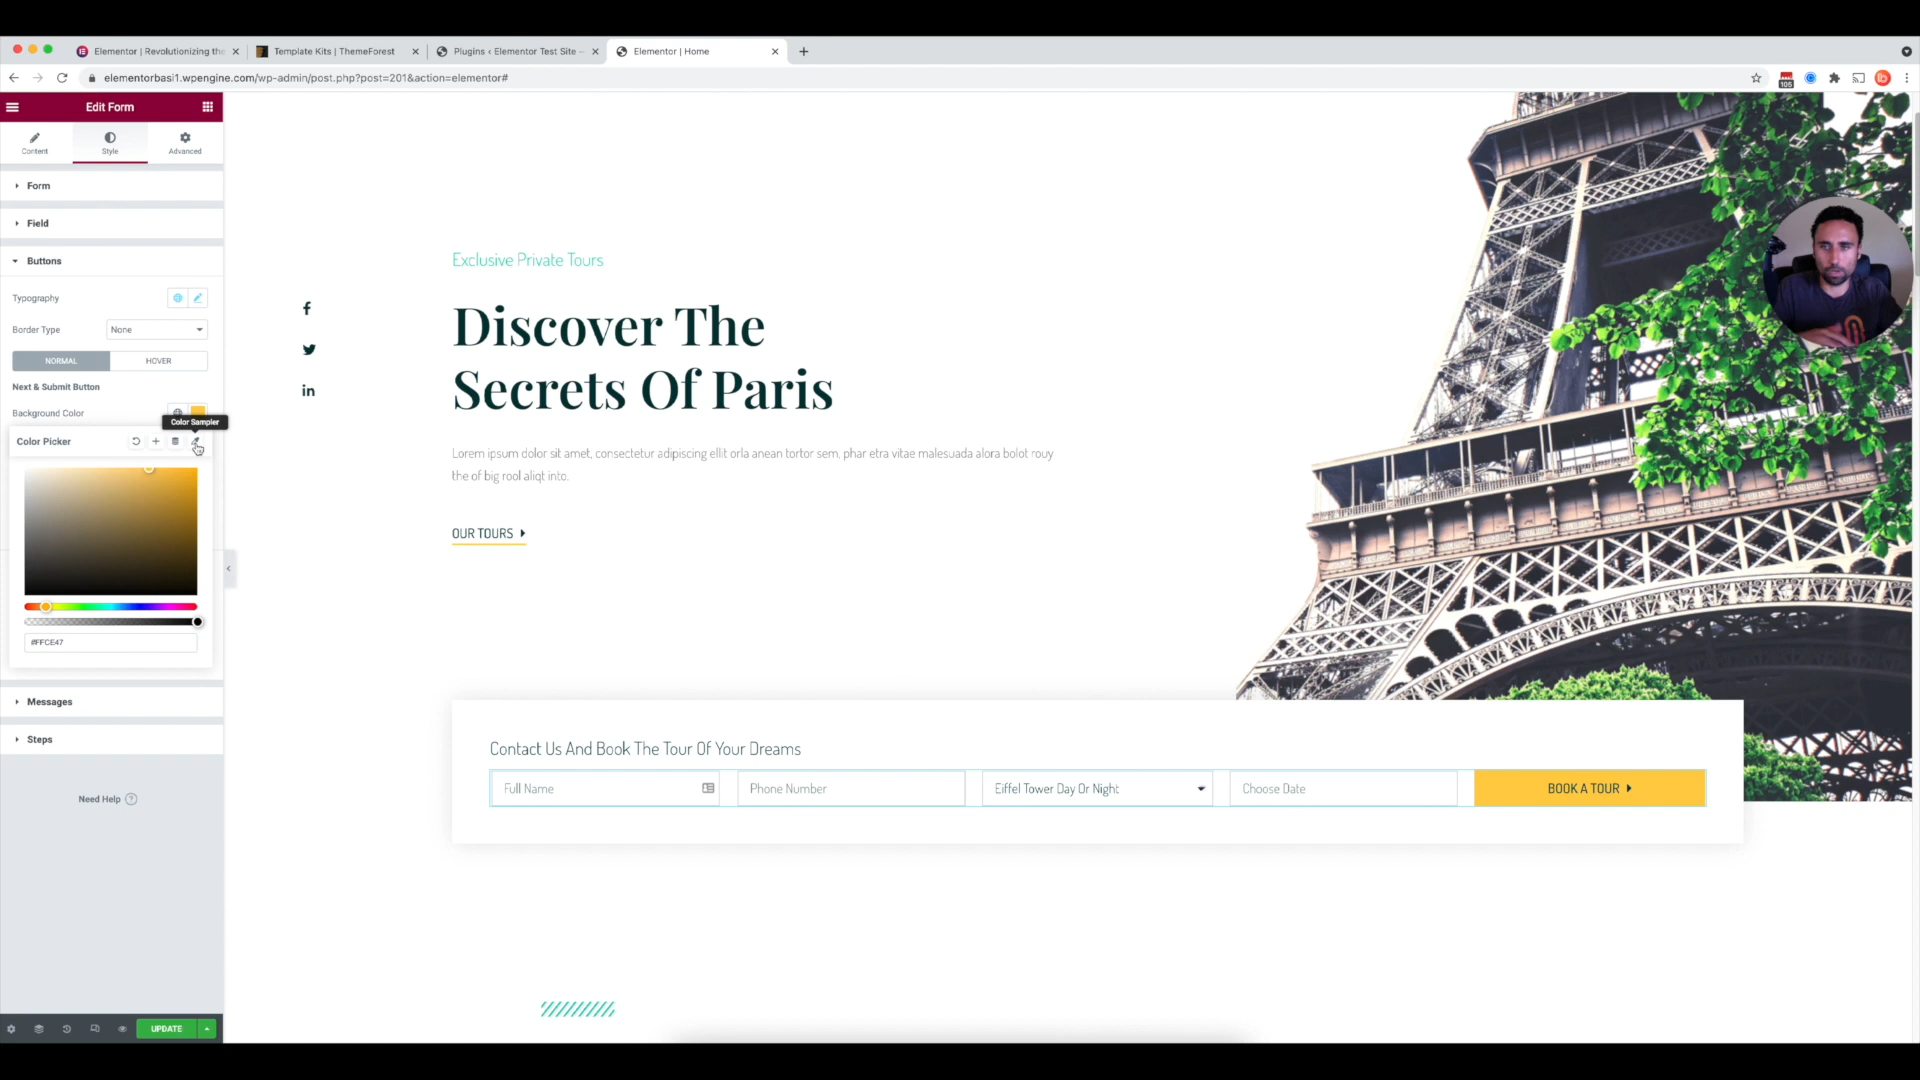 Elementor | Revolutionizing the
Template Kits | ThemeForest
Plugins ‹ Elementor Test Site —
Elementor | Home
elementorbasi1.wpengine.com/wp-admin/post.php?post=201&action=elementor#
105
Edit Form
Content
Style
Advanced
Form
Field
Buttons
Typography
Border Type
None
NORMAL
HOVER
Next & Submit Button
Background Color
Color Sampler
Color Picker
#FFCE47
Messages
Steps
Need Help ?
UPDATE
Exclusive Private Tours
Discover The
Secrets Of Paris
Lorem ipsum dolor sit amet, consectetur adipiscing ellit orla anean tortor sem, phar etra vitae malesuada alora bolot rouy
the of big rool aliqt into.
OUR TOURS
Contact Us And Book The Tour Of Your Dreams
Full Name
Phone Number
Eiffel Tower Day Or Night
Choose Date
BOOK A TOUR